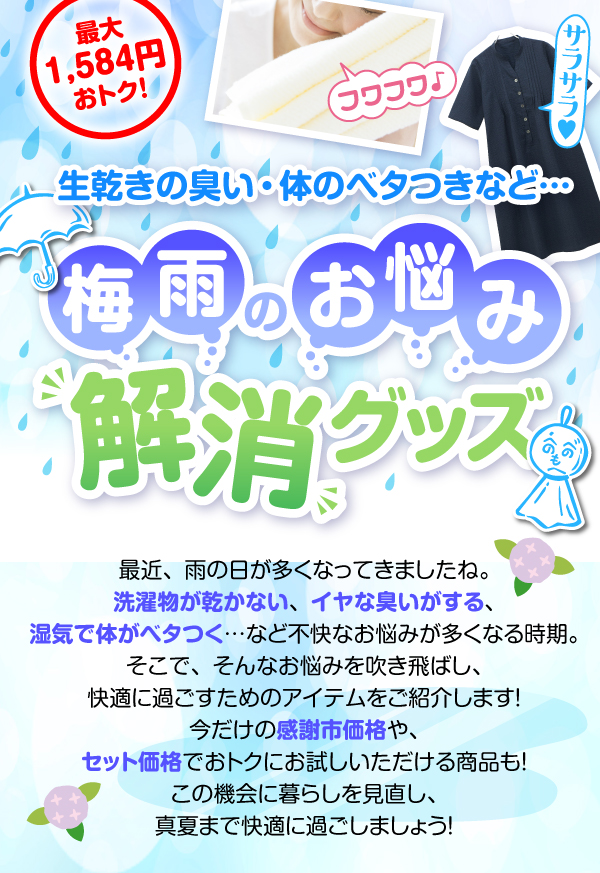 最大
1,584円
おトク!
フワフワ♪
サラサラ♥
生乾きの臭い・体のベタつきなど…
梅雨のお悩み
解消グッズ
へのへのも
最近、雨の日が多くなってきましたね。
洗濯物が乾かない、イヤな臭いがする、
湿気で体がベタつく…など不快なお悩みが多くなる時期。
そこで、そんなお悩みを吹き飛ばし、
快適に過ごすためのアイテムをご紹介します!
今だけの感謝市価格や、
セット価格でおトクにお試しいただける商品も!
この機会に暮らしを見直し、
真夏まで快適に過ごしましょう!